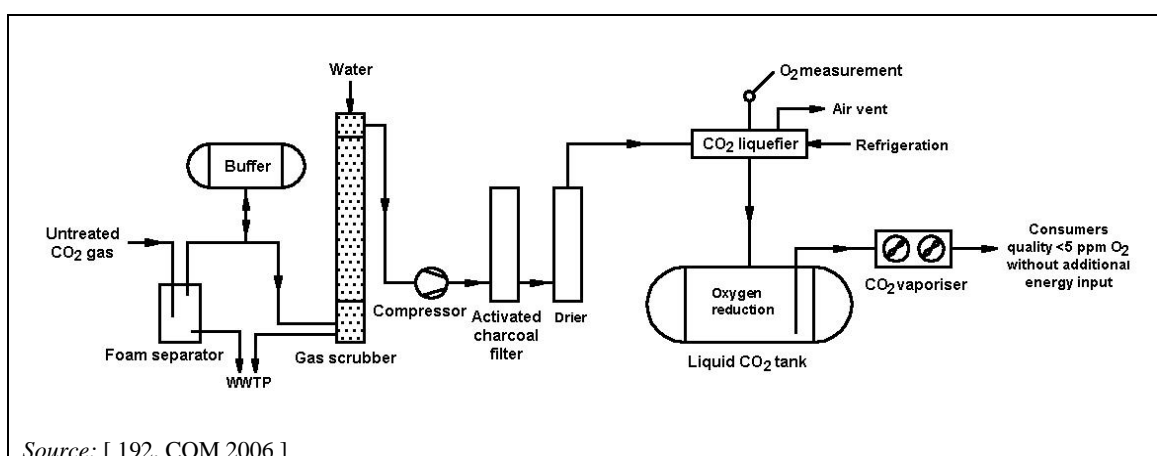 Water
O2 measurement
Air vent
CO2 liquefier
Refrigeration
Buffer
Untreated
CO2 gas
Foam separator
WWTP
Gas scrubber
Compressor
Activated
charcoal
filter
Drier
Oxygen
reduction
Liquid CO2 tank
CO2 vaporiser
Consumers
quality <5 ppm O2
without additional
energy input
Source: [ 192, COM 2006 ]